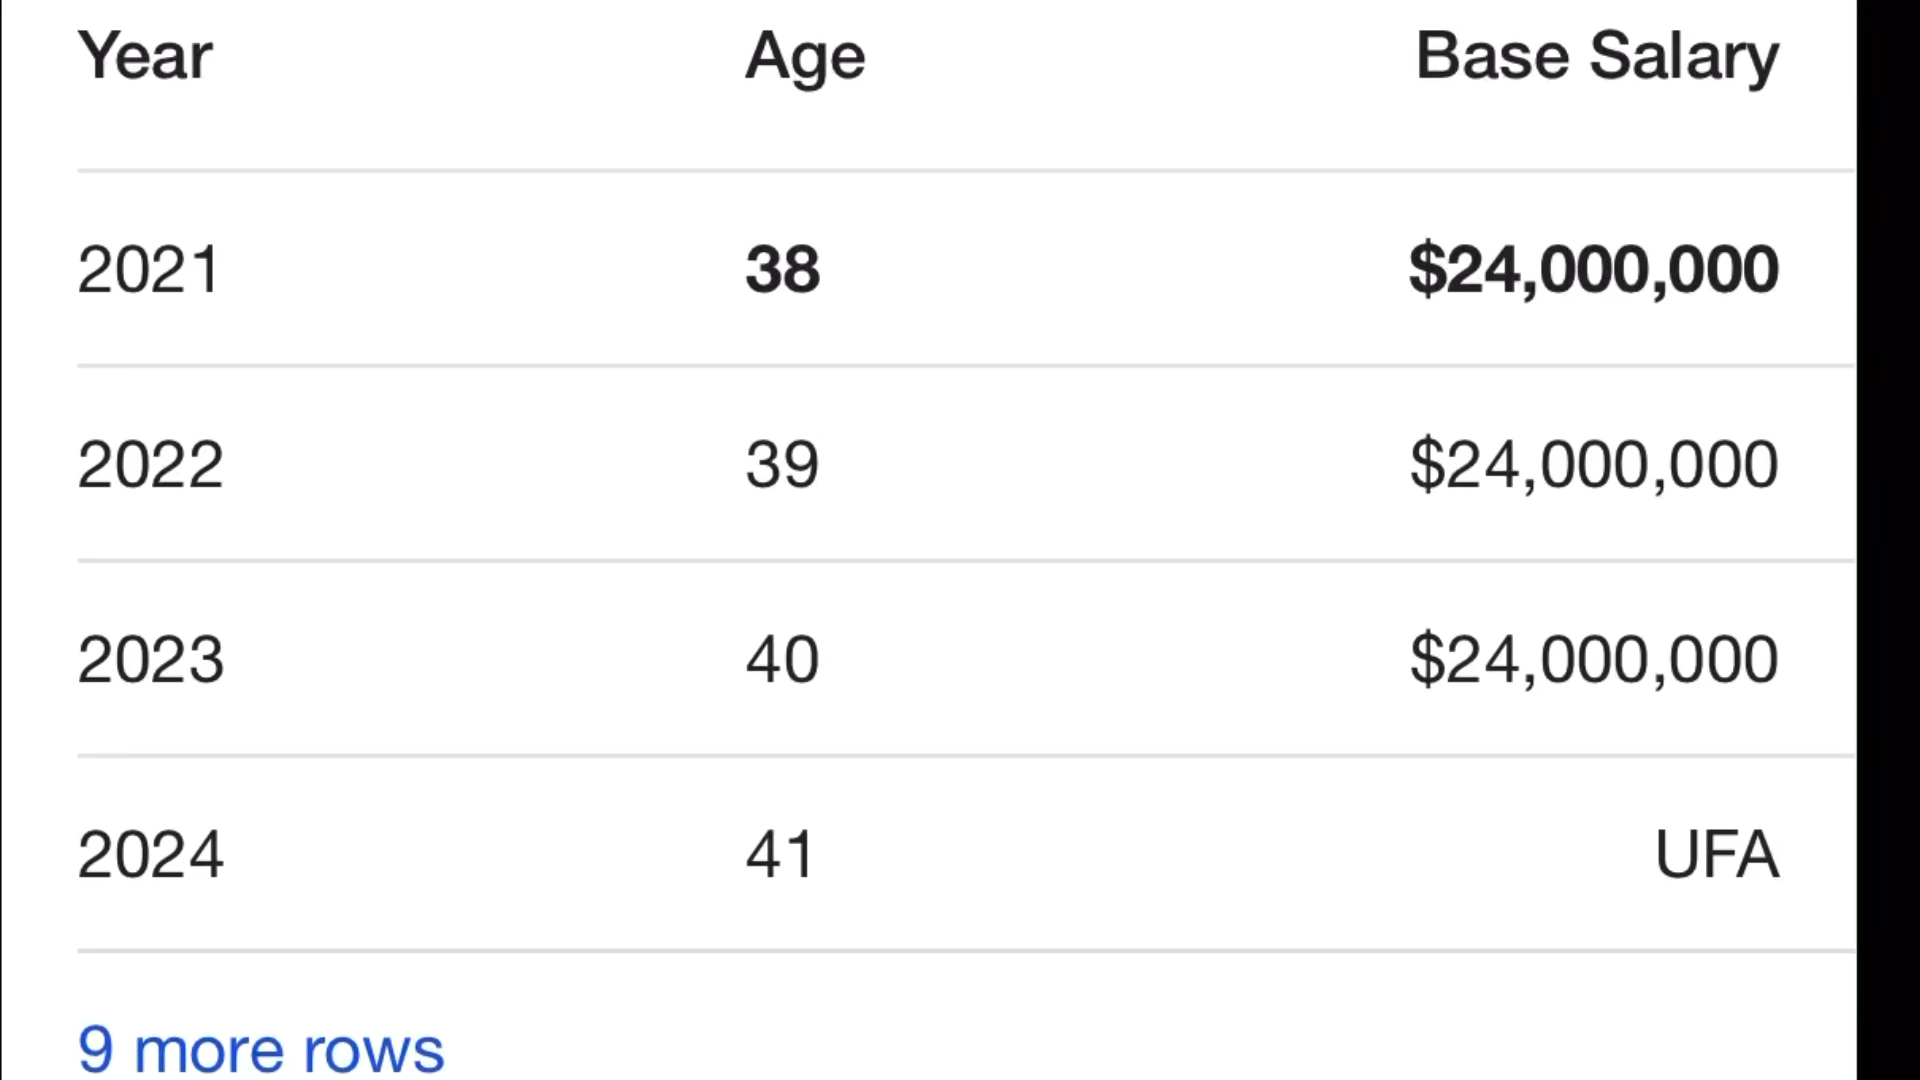 Year Age Base Salary
2021 38 $24,000,000
2022 39 $24,000,000
2023 40 $24,000,000
2024 41 UFA
9 more rows